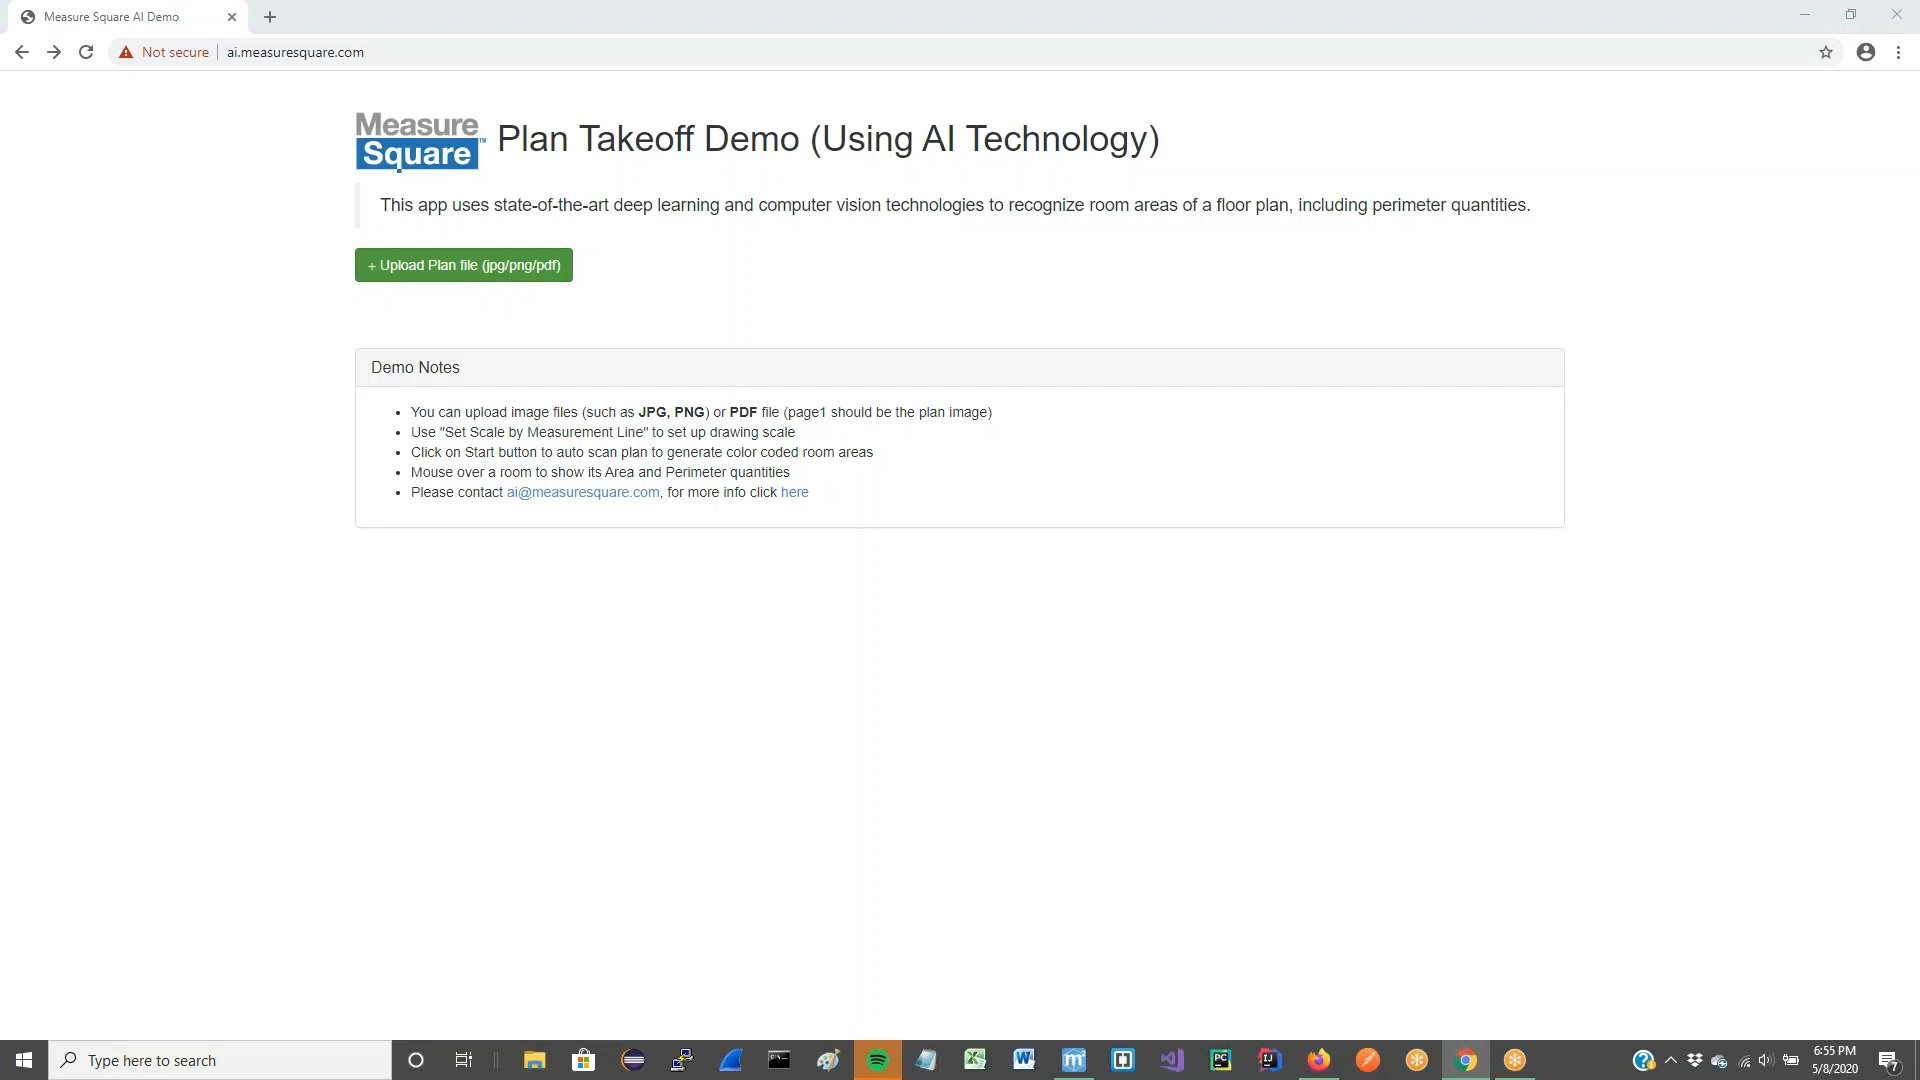 Measure Square AI Demo
Not secure
ai.measuresquare.com
Measure
Square™
Plan Takeoff Demo (Using AI Technology)
This app uses state-of-the-art deep learning and computer vision technologies to recognize room areas of a floor plan, including perimeter quantities.
+ Upload Plan file (jpg/png/pdf)
Demo Notes
• You can upload image files (such as JPG, PNG) or PDF file (page1 should be the plan image)
• Use "Set Scale by Measurement Line" to set up drawing scale
• Click on Start button to auto scan plan to generate color coded room areas
• Mouse over a room to show its Area and Perimeter quantities
• Please contact ai@measuresquare.com, for more info click here
Type here to search
PC
IJ
6:55 PM
5/8/2020
7